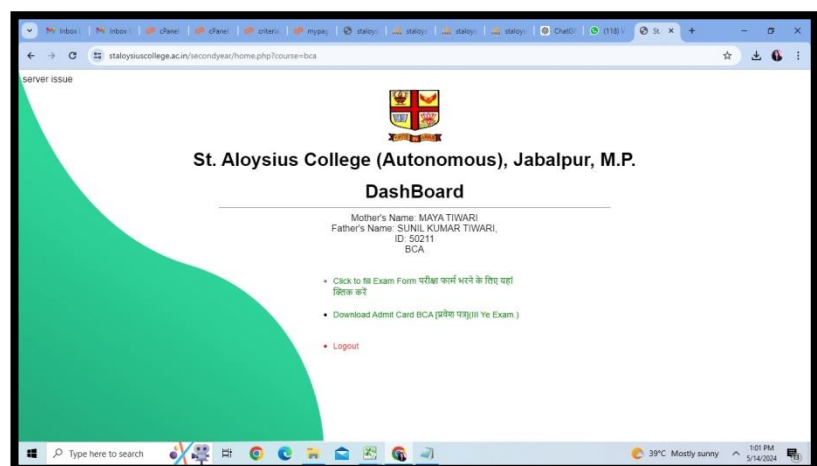 Inbox (
Inbox (
cPanel
cPanel
criteria
mypag
staloys
staloys
staloys
staloys
ChatG
(118)
St.
staloysiuscollege.ac.in/secondyear/home.php?course=bca
server issue
St. Aloysius College (Autonomous), Jabalpur, M.P.
DashBoard
Mother's Name: MAYA TIWARI
Father's Name: SUNIL KUMAR TIWARI,
ID: 50211
BCA
Click to fill Exam Form परीक्षा फार्म भरने के लिए यहां
क्लिक करें
Download Admit Card BCA [प्रवेश पत्र](III Ye Exam.)
Logout
Type here to search
39°C Mostly sunny
1:01 PM
5/14/2024